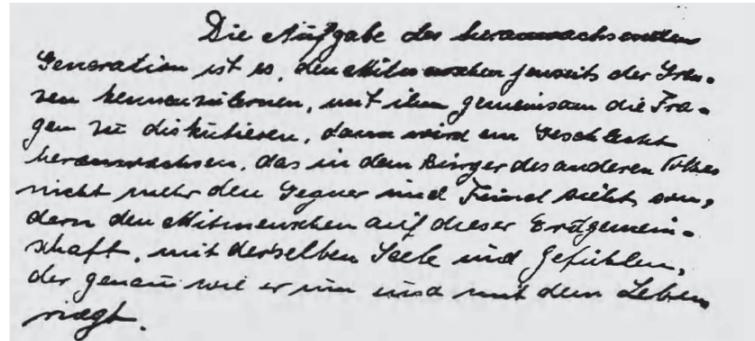 Die Aufgabe der heranwachsenden
Generation ist es, den Mitmenschen jenseits der Gren-
zen kennenzulernen, mit ihm gemeinsam die Fra-
gen zu diskutieren, dann wird ein Geschlecht
heranwachsen, das in dem Bürger des anderen Volkes
nicht mehr den Gegner und Feind sieht, son-
dern den Mitmenschen auf dieser Erdgemein-
schaft, mit derselben Seele und Gefühlen,
der genau wie er um und mit dem Leben
ringt.